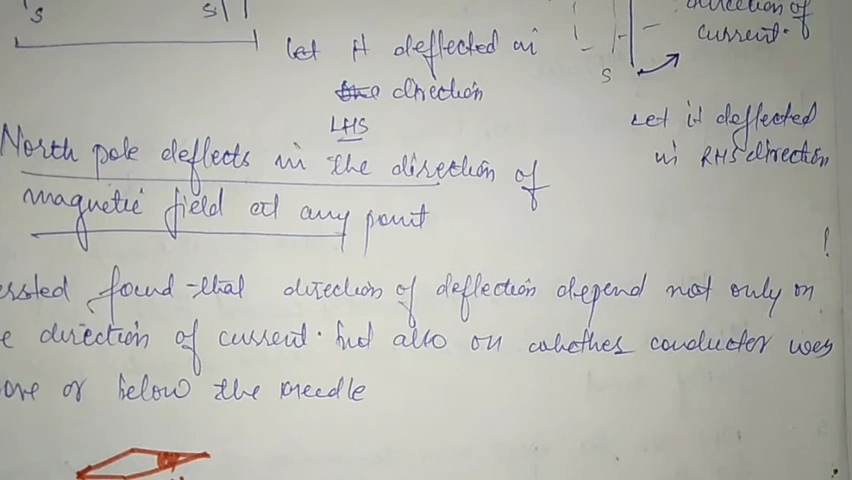 S
S
direction of
current.
S
let it deflected in
direction
LHS
Let it deflected
in RHS direction
North pole deflects in the direction of
magnetic field at any point
found that direction of deflection depend not only on
direction of current. but also on whether conductor was
or below the needle